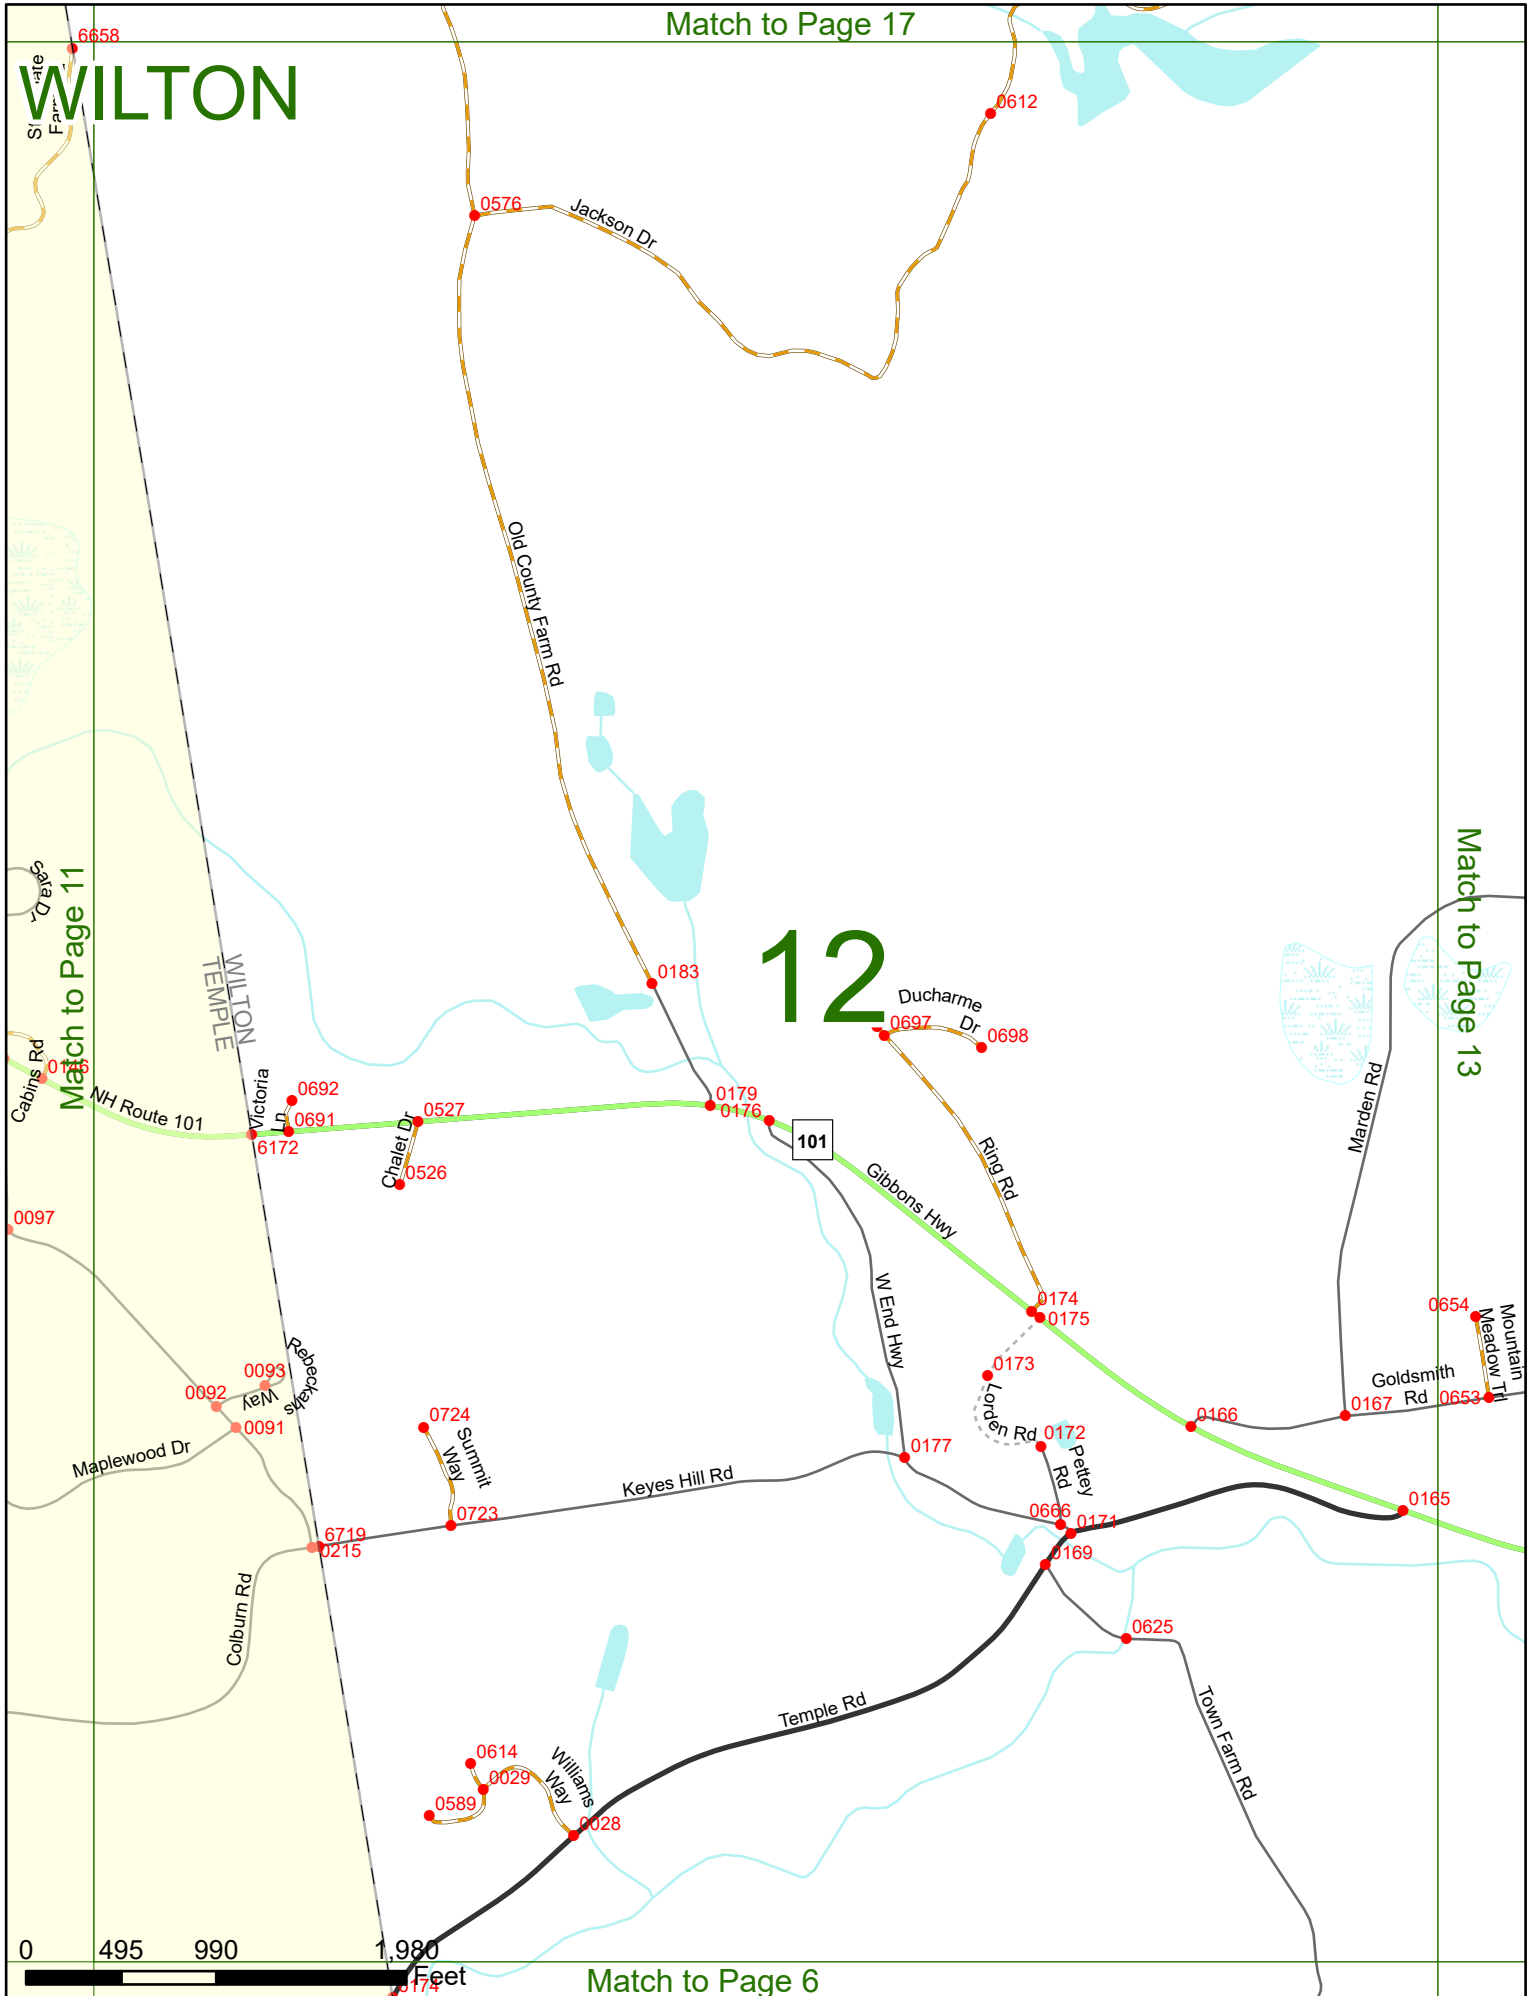 Match to Page 17
6658
WILTON
0612
0576
Jackson Dr
Old County Farm Rd
Sara Dr
Match to Page 11
Match to Page 13
12
WILTON
TEMPLE
0183
Ducharme
Dr
0697
0698
Cabins Rd
0146
NH Route 101
Victoria
Ln
0692
0691
6172
Chalet Dr
0527
0526
0179
0176
101
Gibbons Hwy
Ring Rd
Marden Rd
0097
W End Hwy
0174
0175
0173
Lorden Rd
0654
Mountain
Meadow Trl
Goldsmith
Rd
0653
0167
0166
0093
Rebeckahs
Way
0092
0091
Maplewood Dr
0724
Summit
Way
0723
Keyes Hill Rd
0177
0172
Pettey
Rd
0666
0171
0165
6719
0215
0169
Colburn Rd
0625
Town Farm Rd
Temple Rd
0614
0029
0589
Williams
Way
0028
0 495 990 1,980
Feet
6174
Match to Page 6